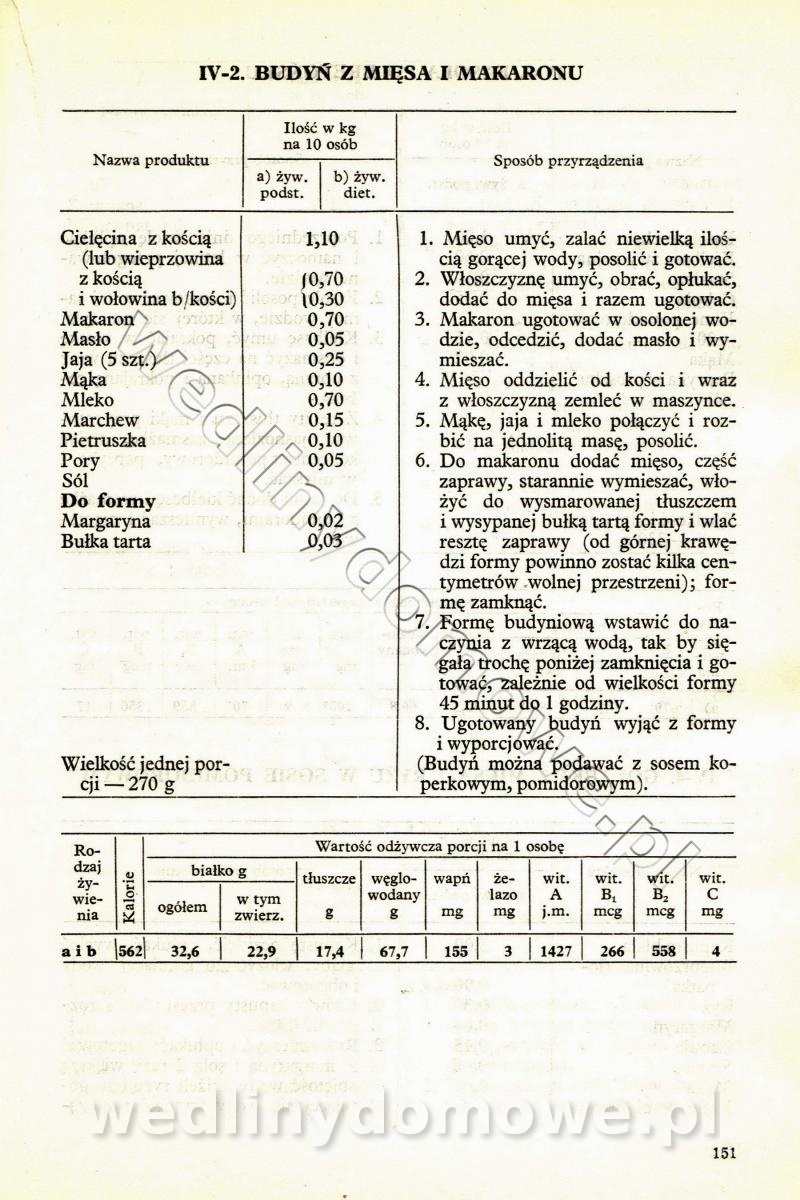 IV-2. BUDYŃ Z MIĘSA I MAKARONU
Nazwa produktu
Ilość w kg
na 10 osób
a) żyw. podst.
b) żyw. diet.
Sposób przyrządzenia
Cielęcina z kością 1,10
(lub wieprzowina
z kością 0,70
i wołowina b/kości) 0,30
Makaron 0,70
Masło 0,05
Jaja (5 szt.) 0,25
Mąka 0,10
Mleko 0,70
Marchew 0,15
Pietruszka 0,10
Pory 0,05
Sól
Do formy
Margaryna 0,02
Bułka tarta 0,03
Wielkość jednej por-
cji — 270 g
1. Mięso umyć, zalać niewielką iloś-
cią gorącej wody, posolić i gotować.
2. Włoszczyznę umyć, obrać, opłukać,
dodać do mięsa i razem ugotować.
3. Makaron ugotować w osolonej wo-
dzie, odcedzić, dodać masło i wy-
mieszać.
4. Mięso oddzielić od kości i wraz
z włoszczyzną zemleć w maszynce.
5. Mąkę, jaja i mleko połączyć i roz-
bić na jednolitą masę, posolić.
6. Do makaronu dodać mięso, część
zaprawy, starannie wymieszać, wło-
żyć do wysmarowanej tłuszczem
i wysypanej bułką tartą formy i wlać
resztę zaprawy (od górnej krawę-
dzi formy powinno zostać kilka cen-
tymetrów wolnej przestrzeni); for-
mę zamknąć.
7. Formę budyniową wstawić do na-
czynia z wrzącą wodą, tak by się-
gała trochę poniżej zamknięcia i go-
tować, zależnie od wielkości formy
45 minut do 1 godziny.
8. Ugotowany budyń wyjąć z formy
i wyporcjować.
(Budyń można podawać z sosem ko-
perkowym, pomidorowym).
Ro-
dzaj
ży-
wie-
nia
Kalorie
Wartość odżywcza porcji na 1 osobę
białko g
ogółem
w tym zwierz.
tłuszcze g
węglo-
wodany g
wapń mg
że-
lazo mg
wit. A j.m.
wit. B₁ mcg
wit. B₂ mcg
wit. C mg
a i b 562 32,6 22,9 17,4 67,7 155 3 1427 266 558 4
wedlinydomowe.pl
wedlinydomowe.pl
151